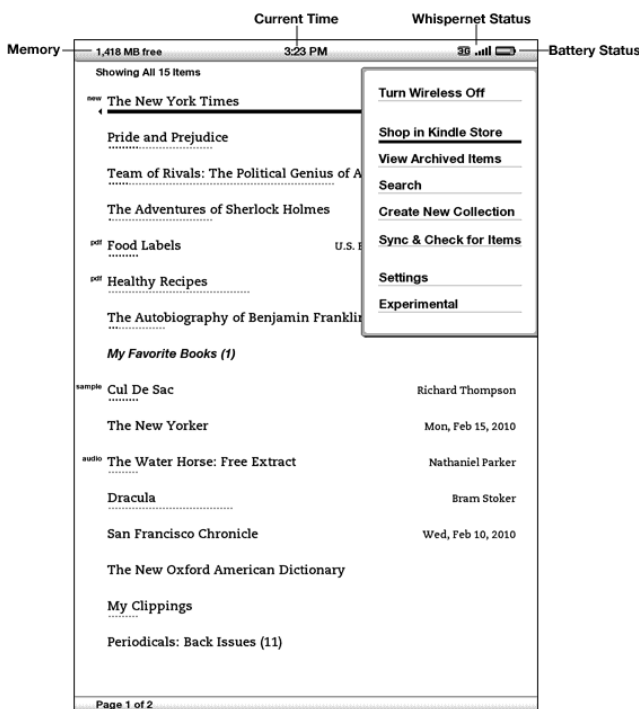 Current Time
Whispernet Status
Memory
1,418 MB free
3:23 PM
3G
Battery Status
Showing All 15 Items
new The New York Times
Pride and Prejudice
Team of Rivals: The Political Genius of A
The Adventures of Sherlock Holmes
pdf Food Labels U.S.
pdf Healthy Recipes
The Autobiography of Benjamin Franklin
My Favorite Books (1)
sample Cul De Sac Richard Thompson
The New Yorker Mon, Feb 15, 2010
audio The Water Horse: Free Extract Nathaniel Parker
Dracula Bram Stoker
San Francisco Chronicle Wed, Feb 10, 2010
The New Oxford American Dictionary
My Clippings
Periodicals: Back Issues (11)
Turn Wireless Off
Shop in Kindle Store
View Archived Items
Search
Create New Collection
Sync & Check for Items
Settings
Experimental
Page 1 of 2